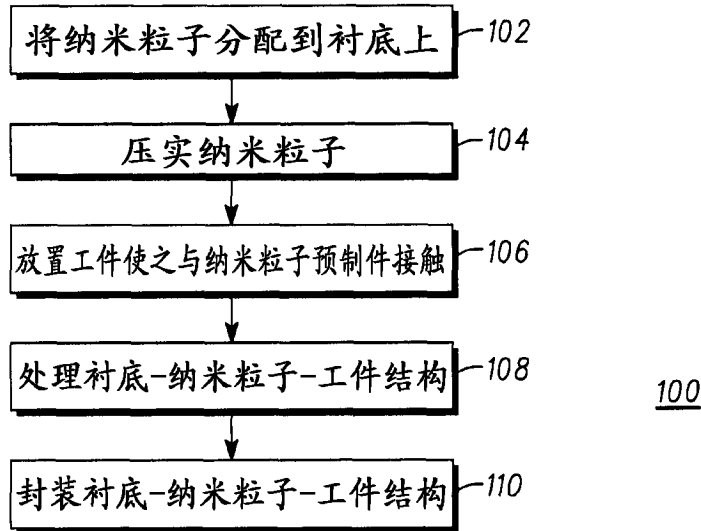 将纳米粒子分配到衬底上 102
压实纳米粒子 104
放置工件使之与纳米粒子预制件接触 106
处理衬底-纳米粒子-工件结构 108
100
封装衬底-纳米粒子-工件结构 110